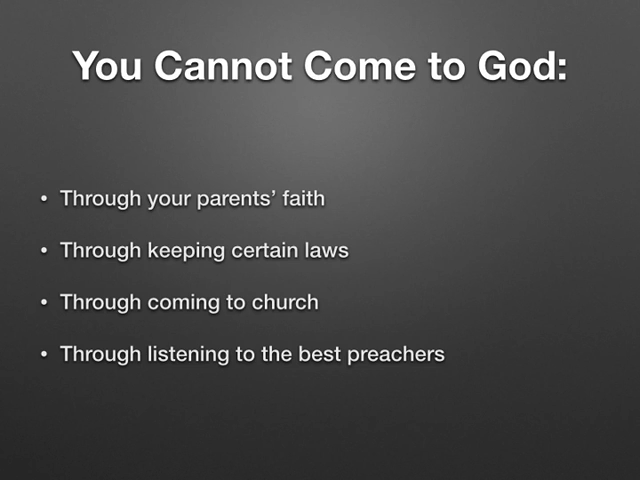 You Cannot Come to God:
• Through your parents’ faith
• Through keeping certain laws
• Through coming to church
• Through listening to the best preachers